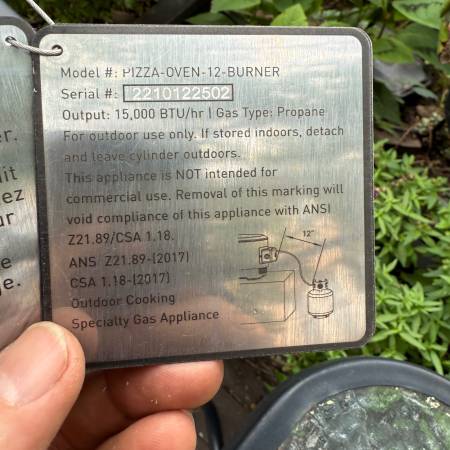 Model #: PIZZA-OVEN-12-BURNER
Serial #: 2210122502
Output: 15,000 BTU/hr | Gas Type: Propane
For outdoor use only. If stored indoors, detach
and leave cylinder outdoors.
This appliance is NOT intended for
commercial use. Removal of this marking will
void compliance of this appliance with ANSI
Z21.89/CSA 1.18.
ANS Z21.89-(2017)
CSA 1.18-(2017)
Outdoor Cooking
Specialty Gas Appliance
12"